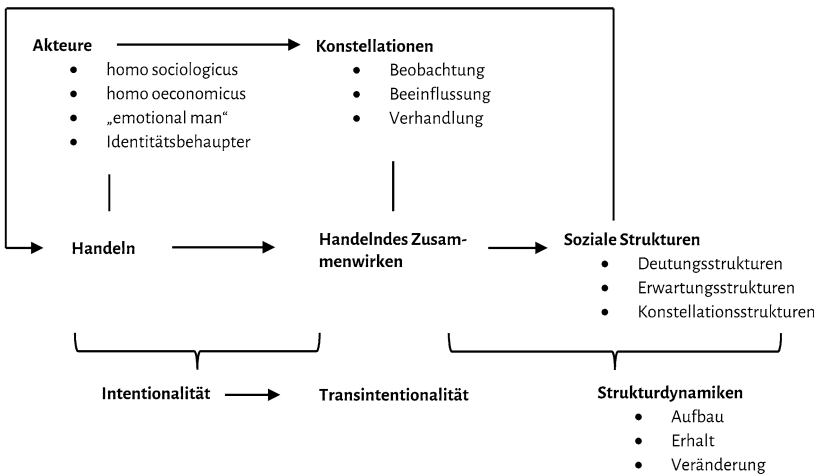 Akteure
• homo sociologicus
• homo oeconomicus
• „emotional man“
• Identitätsbehaupter
Konstellationen
• Beobachtung
• Beeinflussung
• Verhandlung
Handeln
Handelndes Zusam-
menwirken
Soziale Strukturen
• Deutungsstrukturen
• Erwartungsstrukturen
• Konstellationsstrukturen
Intentionalität
Transintentionalität
Strukturdynamiken
• Aufbau
• Erhalt
• Veränderung